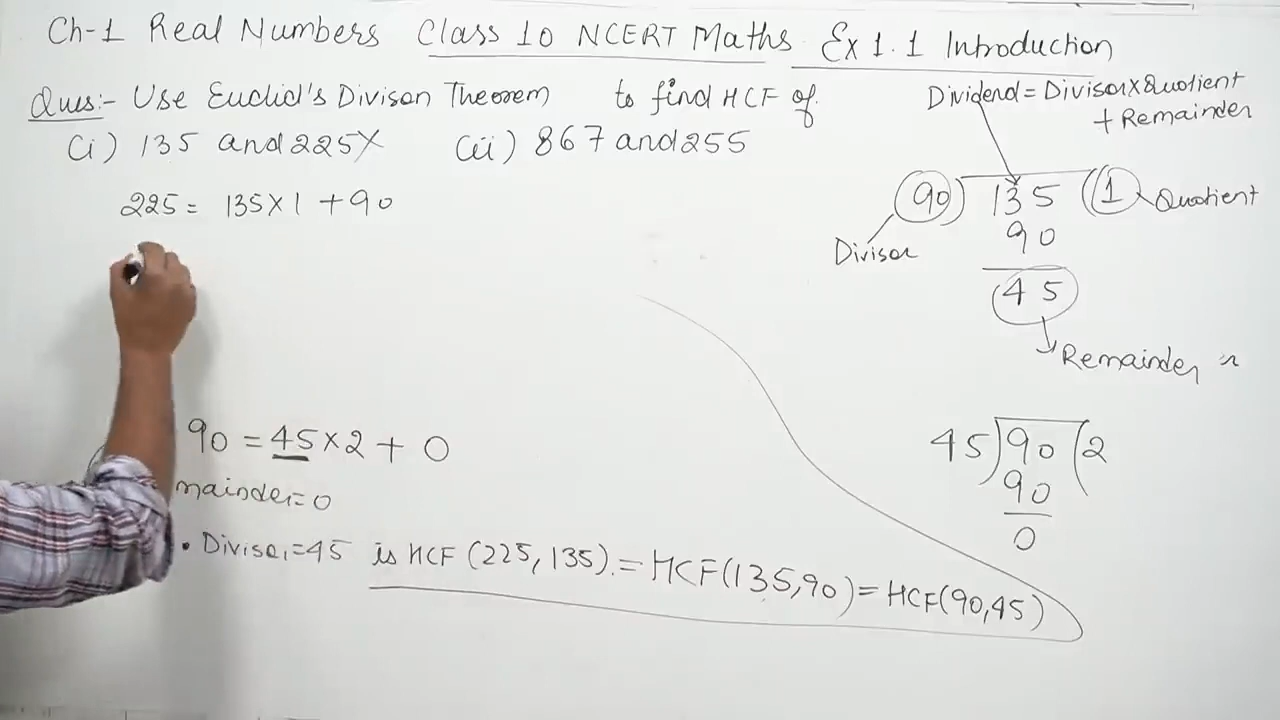 Ch-1 Real Numbers Class 10 NCERT Maths Ex 1.1 Introduction
Ques:- Use Euclid's Divison Theorem to find HCF of
(i) 135 and 225 (iii) 867 and 255
225 = 135 × 1 + 90
90 = 45 × 2 + 0
mainder = 0
. Divisor = 45 is HCF (225, 135) = HCF(135,90) = HCF(90,45)
Dividend = Divisor × Quotient
+ Remainder
90) 135 (1 Quotient
Divisor
90
45
Remainder
45) 90 (2
90
0